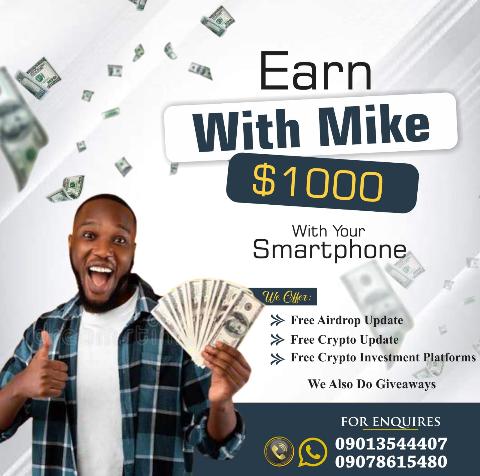 Earn
With Mike
$1000
With Your
Smartphone
We Offer:
Free Airdrop Update
Free Crypto Update
Free Crypto Investment Platforms
We Also Do Giveaways
FOR ENQUIRES
09013544407
09078615480